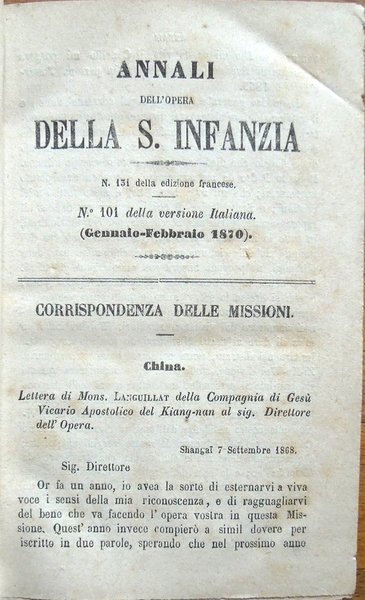 ANNALI
DELL'OPERA
DELLA S. INFANZIA
N. 131 della edizione francese.
N.º 101 della versione Italiana.
(Gennaio-Febbraio 1870).
CORRISPONDENZA DELLE MISSIONI.
China.
Lettera di Mons. LANGUILLAT della Compagnia di Gesù
Vicario Apostolico del Kiang-nan al sig. Direttore
dell' Opera.
Shangaï 7 Settembre 1868.
Sig. Direttore
Or fa un anno, io avea la sorte di esternarvi a viva
voce i sensi della mia riconoscenza, e di ragguagliarvi
del bene che va facendo l'opera vostra in questa Mis-
sione. Quest' anno invece compierò a simil dovere per
iscritto in due parole, sperando che nel prossimo anno